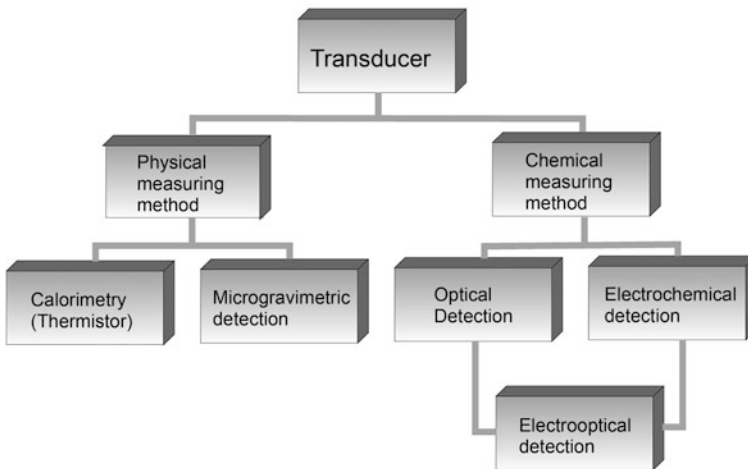 Transducer
Physical
measuring
method
Chemical
measuring
method
Calorimetry
(Thermistor)
Microgravimetric
detection
Optical
Detection
Electrochemical
detection
Electrooptical
detection